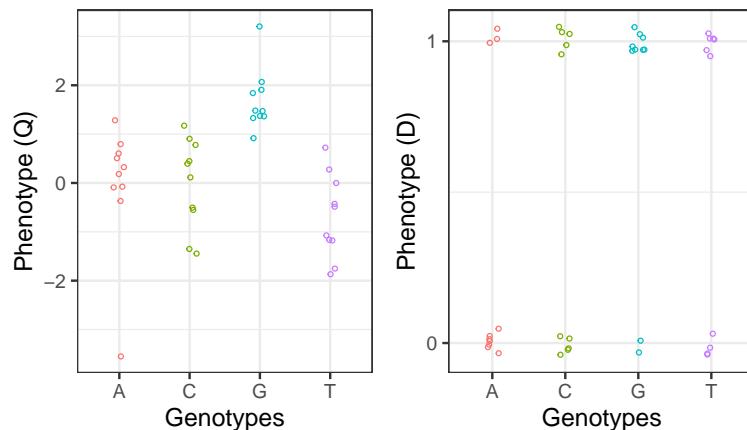 Phenotype (Q)
2
0
−2
A C G T
Genotypes
Phenotype (D)
1
0
A C G T
Genotypes